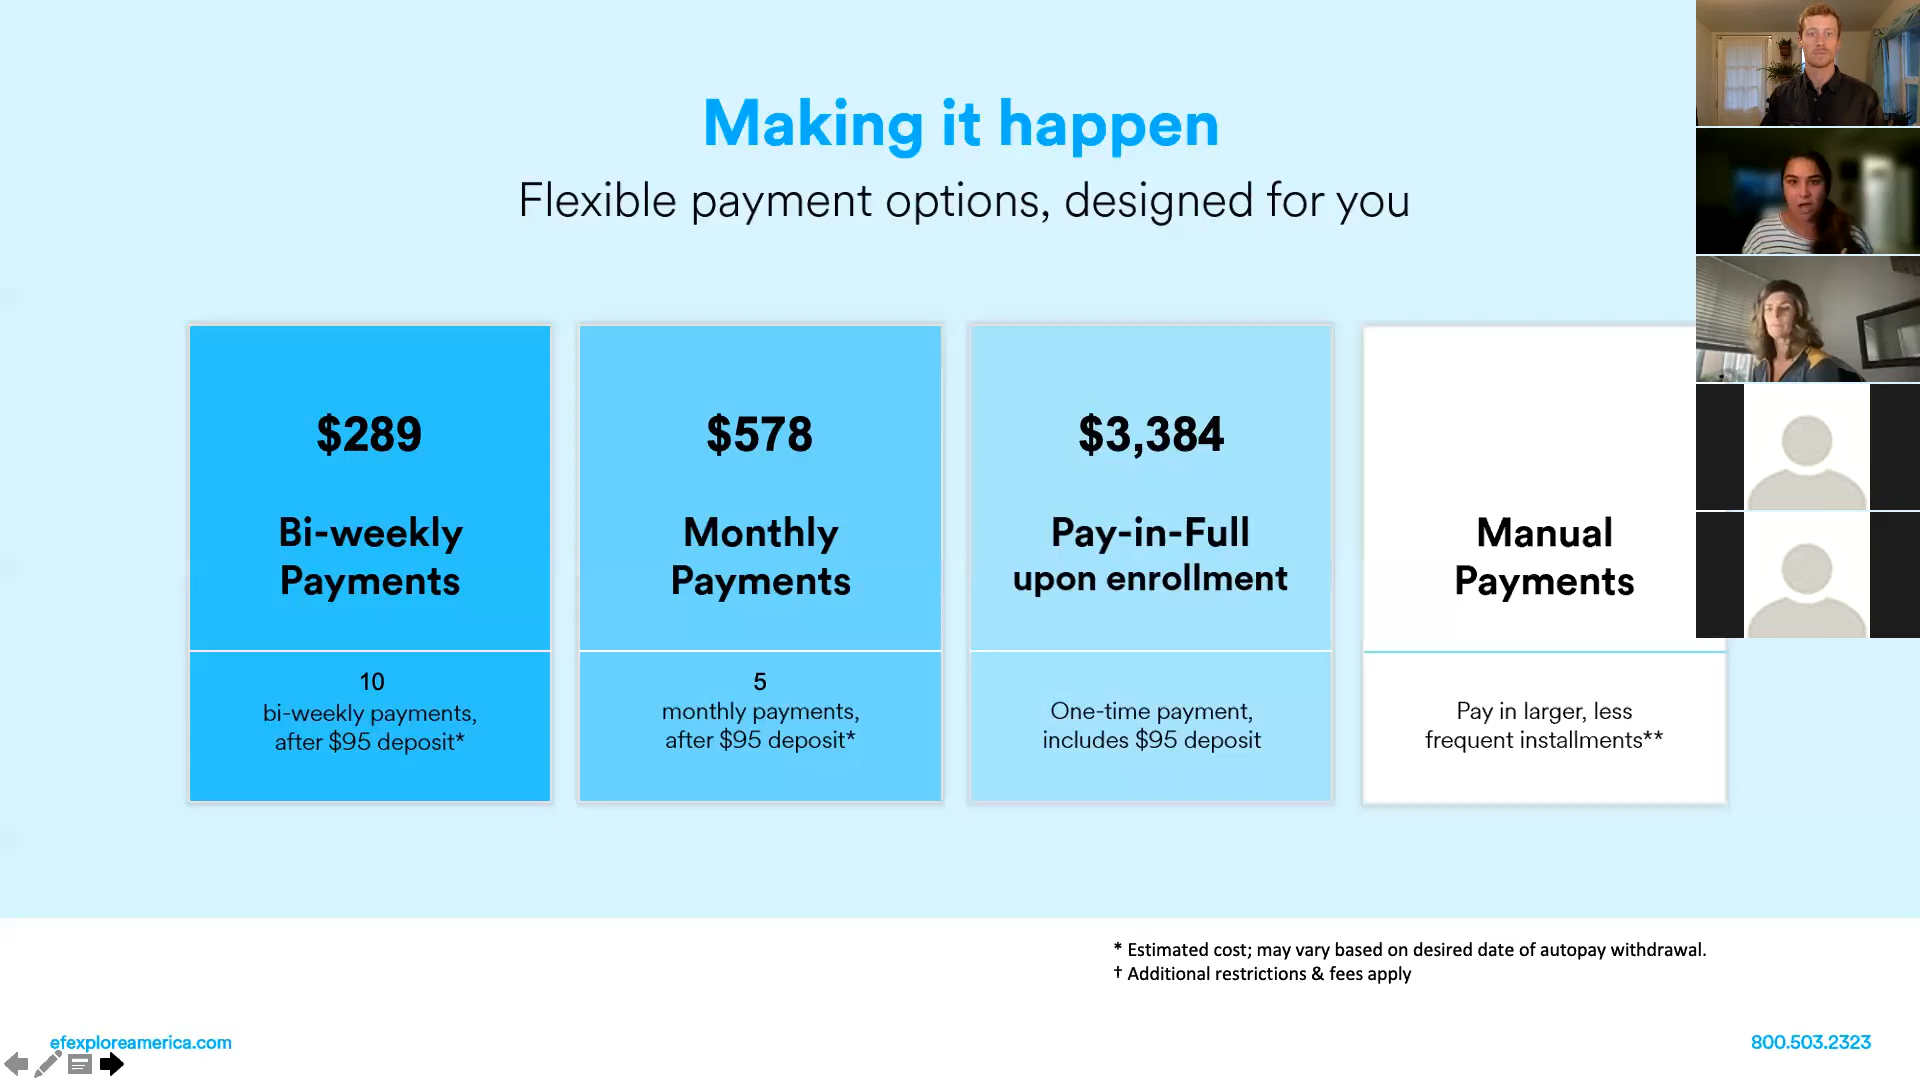 Making it happen
Flexible payment options, designed for you
$289
Bi-weekly
Payments
10
bi-weekly payments,
after $95 deposit*
$578
Monthly
Payments
5
monthly payments,
after $95 deposit*
$3,384
Pay-in-Full
upon enrollment
One-time payment,
includes $95 deposit
Manual
Payments
Pay in larger, less
frequent installments**
* Estimated cost; may vary based on desired date of autopay withdrawal.
† Additional restrictions & fees apply
efexploreamerica.com
800.503.2323